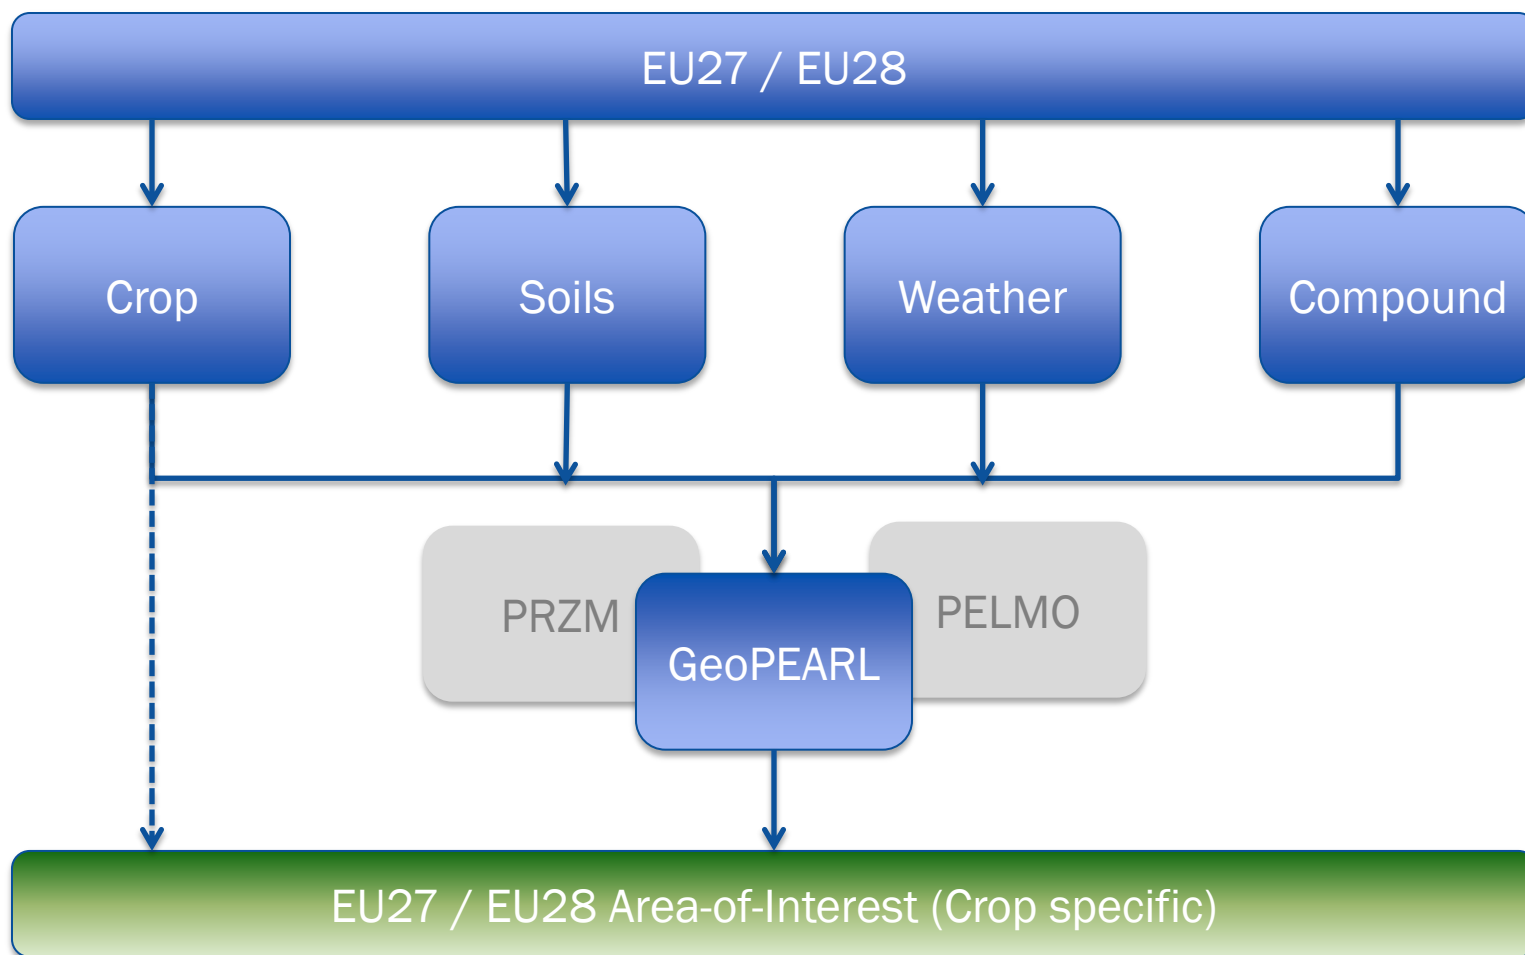 EU27 / EU28
Crop
Soils
Weather
Compound
PRZM
GeoPEARL
PELMO
EU27 / EU28 Area-of-Interest (Crop specific)